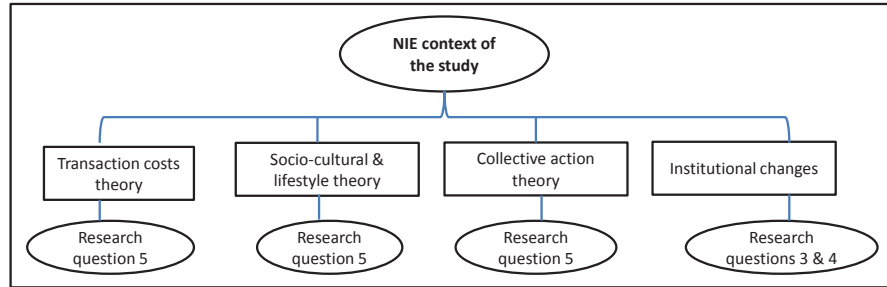 NIE context of
the study
Transaction costs
theory
Socio-cultural &
lifestyle theory
Collective action
theory
Institutional changes
Research
question 5
Research
question 5
Research
question 5
Research
questions 3 & 4